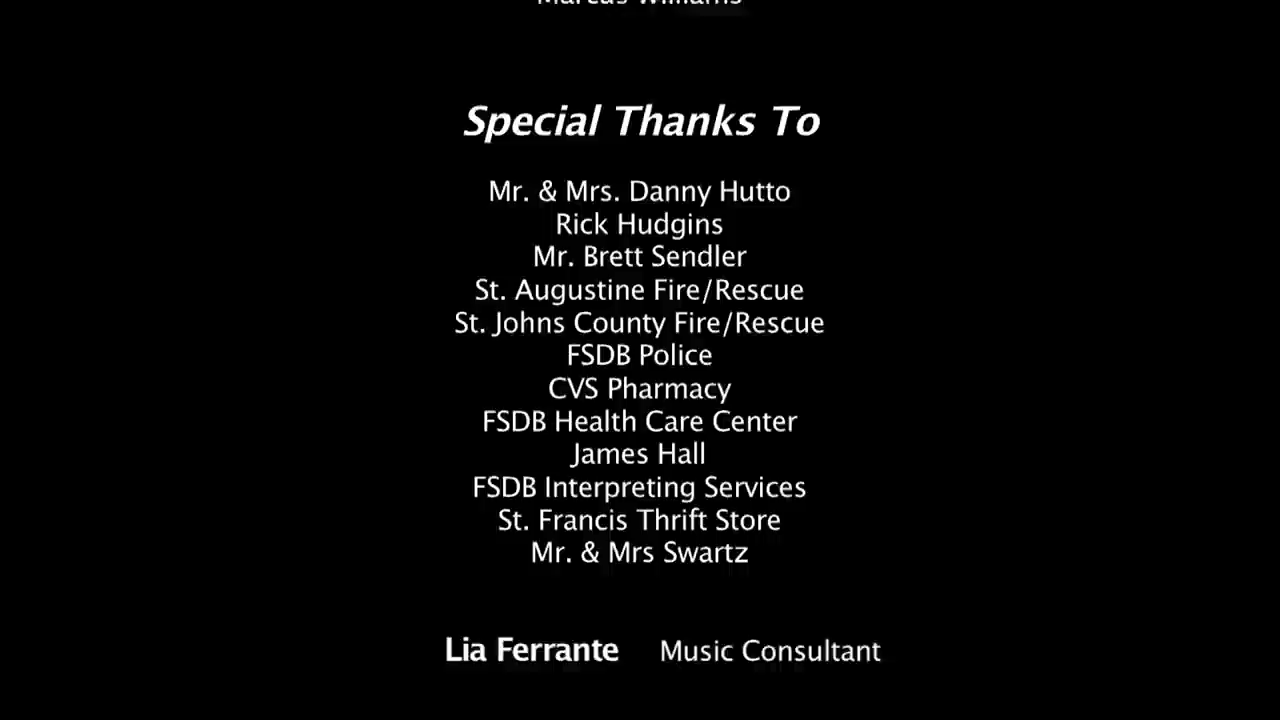 Marcus Williams
Special Thanks To
Mr. & Mrs. Danny Hutto
Rick Hudgins
Mr. Brett Sendler
St. Augustine Fire/Rescue
St. Johns County Fire/Rescue
FSDB Police
CVS Pharmacy
FSDB Health Care Center
James Hall
FSDB Interpreting Services
St. Francis Thrift Store
Mr. & Mrs Swartz
Lia Ferrante Music Consultant